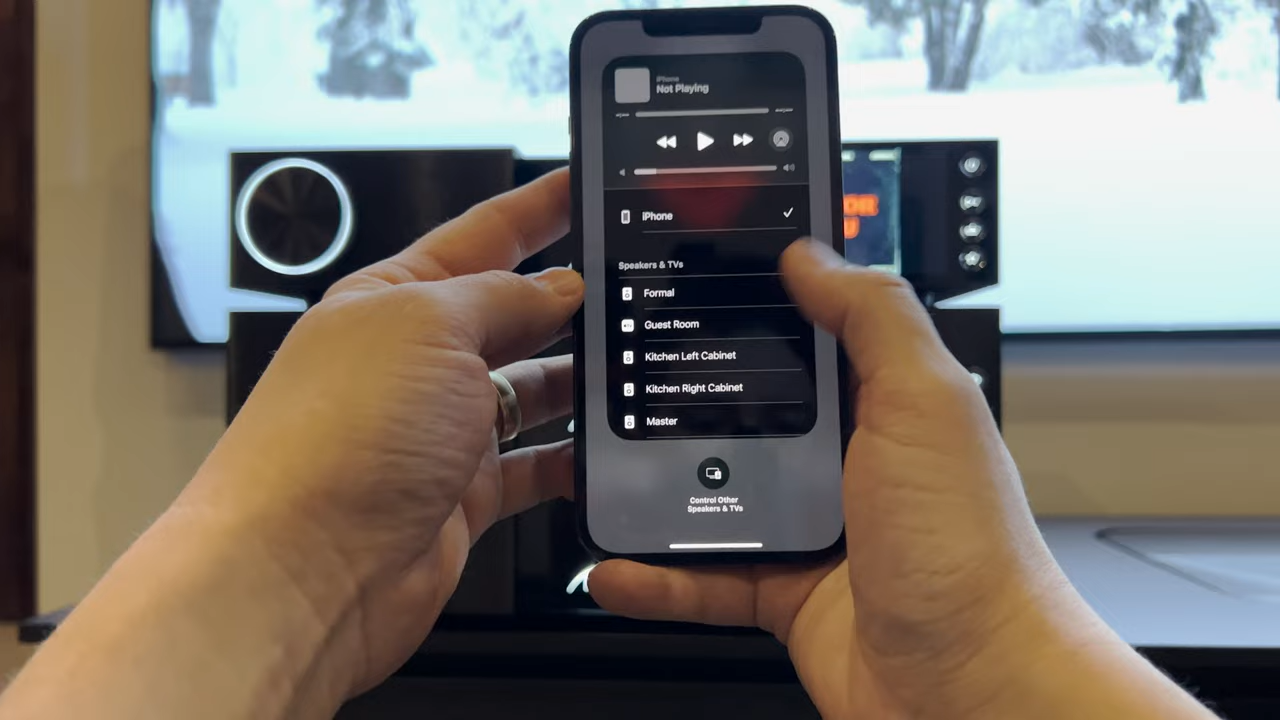 iPhone
Not Playing
iPhone
Speakers & TVs
Formal
Guest Room
Kitchen Left Cabinet
Kitchen Right Cabinet
Master
Control Other
Speakers & TVs